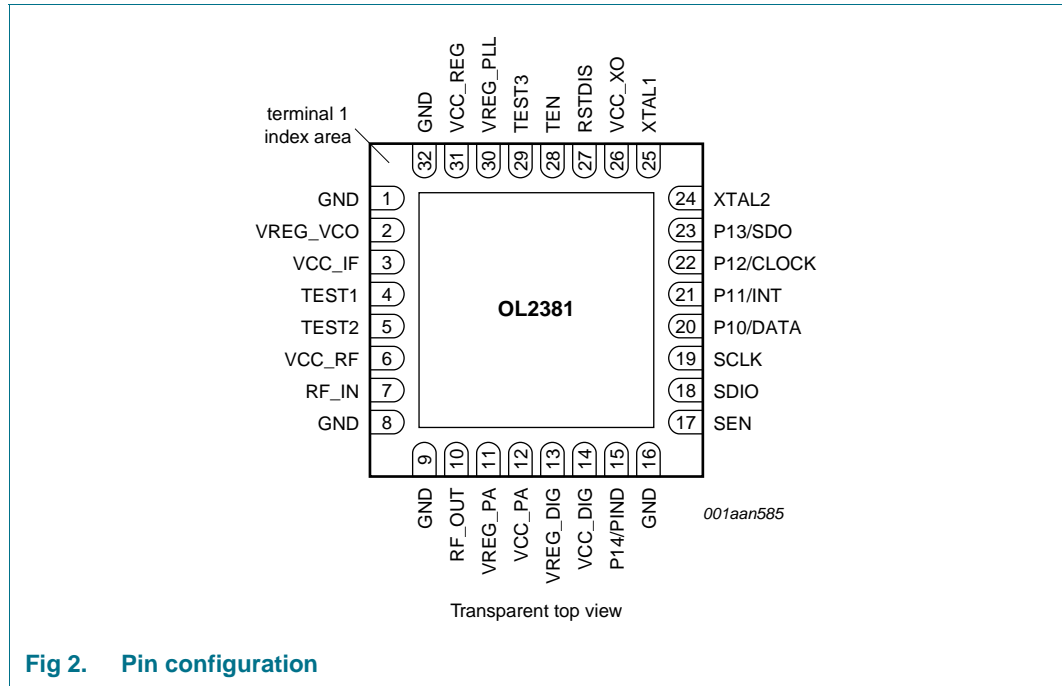 GND
VCC_REG
VREG_PLL
TEST3
TEN
RSTDIS
VCC_XO
XTAL1
terminal 1
index area
32
31
30
29
28
27
26
25
GND 1
VREG_VCO 2
VCC_IF 3
TEST1 4
TEST2 5
VCC_RF 6
RF_IN 7
GND 8
OL2381
24 XTAL2
23 P13/SDO
22 P12/CLOCK
21 P11/INT
20 P10/DATA
19 SCLK
18 SDIO
17 SEN
9
10
11
12
13
14
15
16
GND
RF_OUT
VREG_PA
VCC_PA
VREG_DIG
VCC_DIG
P14/PIND
GND
001aan585
Transparent top view
Fig 2. Pin configuration